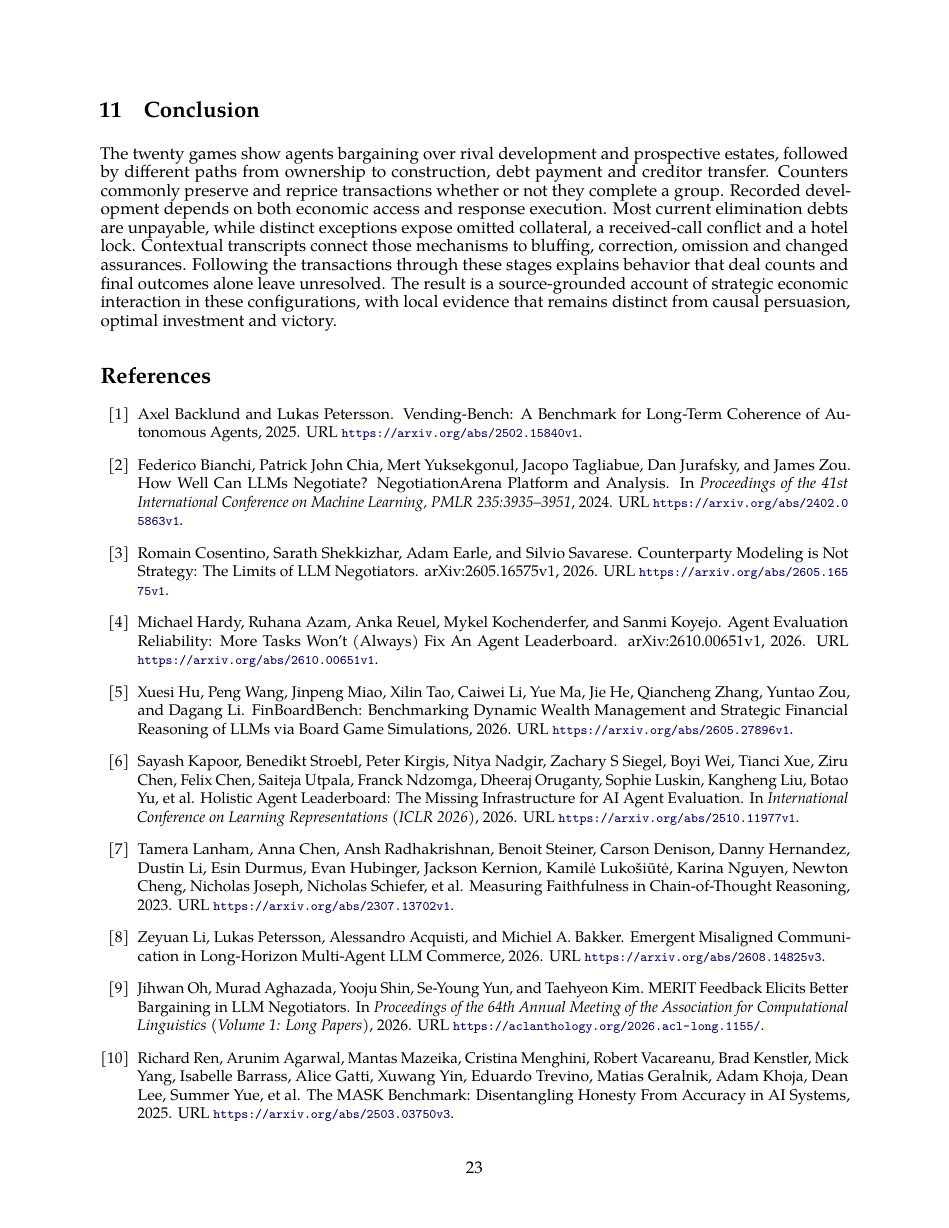 11 Conclusion
The twenty games show agents bargaining over rival development and prospective estates, followed
by different paths from ownership to construction, debt payment and creditor transfer. Counters
commonly preserve and reprice transactions whether or not they complete a group. Recorded devel-
opment depends on both economic access and response execution. Most current elimination debts
are unpayable, while distinct exceptions expose omitted collateral, a received-call conflict and a hotel
lock. Contextual transcripts connect those mechanisms to bluffing, correction, omission and changed
assurances. Following the transactions through these stages explains behavior that deal counts and
final outcomes alone leave unresolved. The result is a source-grounded account of strategic economic
interaction in these configurations, with local evidence that remains distinct from causal persuasion,
optimal investment and victory.
References
[1] Axel Backlund and Lukas Petersson. Vending-Bench: A Benchmark for Long-Term Coherence of Au-
tonomous Agents, 2025. URL https://arxiv.org/abs/2502.15840v1.
[2] Federico Bianchi, Patrick John Chia, Mert Yuksekgonul, Jacopo Tagliabue, Dan Jurafsky, and James Zou.
How Well Can LLMs Negotiate? NegotiationArena Platform and Analysis. In Proceedings of the 41st
International Conference on Machine Learning, PMLR 235:3935–3951, 2024. URL https://arxiv.org/abs/2402.0
5863v1.
[3] Romain Cosentino, Sarath Shekkizhar, Adam Earle, and Silvio Savarese. Counterparty Modeling is Not
Strategy: The Limits of LLM Negotiators. arXiv:2605.16575v1, 2026. URL https://arxiv.org/abs/2605.165
75v1.
[4] Michael Hardy, Ruhana Azam, Anka Reuel, Mykel Kochenderfer, and Sanmi Koyejo. Agent Evaluation
Reliability: More Tasks Won't (Always) Fix An Agent Leaderboard. arXiv:2610.00651v1, 2026. URL
https://arxiv.org/abs/2610.00651v1.
[5] Xuesi Hu, Peng Wang, Jinpeng Miao, Xilin Tao, Caiwei Li, Yue Ma, Jie He, Qiancheng Zhang, Yuntao Zou,
and Dagang Li. FinBoardBench: Benchmarking Dynamic Wealth Management and Strategic Financial
Reasoning of LLMs via Board Game Simulations, 2026. URL https://arxiv.org/abs/2605.27896v1.
[6] Sayash Kapoor, Benedikt Stroebl, Peter Kirgis, Nitya Nadgir, Zachary S Siegel, Boyi Wei, Tianci Xue, Ziru
Chen, Felix Chen, Saiteja Utpala, Franck Ndzomga, Dheeraj Oruganty, Sophie Luskin, Kangheng Liu, Botao
Yu, et al. Holistic Agent Leaderboard: The Missing Infrastructure for AI Agent Evaluation. In International
Conference on Learning Representations (ICLR 2026), 2026. URL https://arxiv.org/abs/2510.11977v1.
[7] Tamera Lanham, Anna Chen, Ansh Radhakrishnan, Benoit Steiner, Carson Denison, Danny Hernandez,
Dustin Li, Esin Durmus, Evan Hubinger, Jackson Kernion, Kamilė Lukošiūtė, Karina Nguyen, Newton
Cheng, Nicholas Joseph, Nicholas Schiefer, et al. Measuring Faithfulness in Chain-of-Thought Reasoning,
2023. URL https://arxiv.org/abs/2307.13702v1.
[8] Zeyuan Li, Lukas Petersson, Alessandro Acquisti, and Michiel A. Bakker. Emergent Misaligned Communi-
cation in Long-Horizon Multi-Agent LLM Commerce, 2026. URL https://arxiv.org/abs/2608.14825v3.
[9] Jihwan Oh, Murad Aghazada, Yooju Shin, Se-Young Yun, and Taehyeon Kim. MERIT Feedback Elicits Better
Bargaining in LLM Negotiators. In Proceedings of the 64th Annual Meeting of the Association for Computational
Linguistics (Volume 1: Long Papers), 2026. URL https://aclanthology.org/2026.acl-long.1155/.
[10] Richard Ren, Arunim Agarwal, Mantas Mazeika, Cristina Menghini, Robert Vacareanu, Brad Kenstler, Mick
Yang, Isabelle Barrass, Alice Gatti, Xuwang Yin, Eduardo Trevino, Matias Geralnik, Adam Khoja, Dean
Lee, Summer Yue, et al. The MASK Benchmark: Disentangling Honesty From Accuracy in AI Systems,
2025. URL https://arxiv.org/abs/2503.03750v3.
23